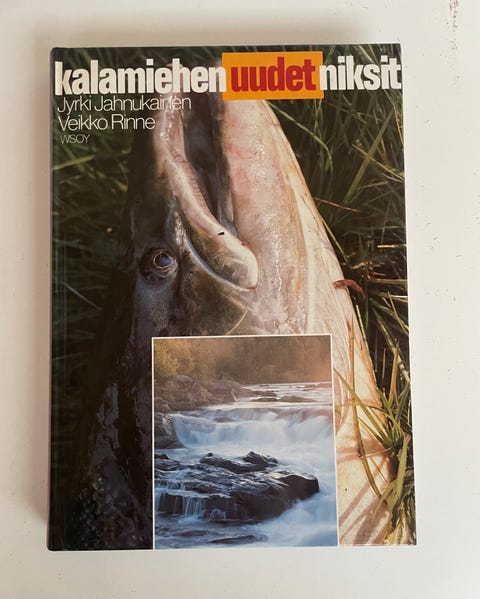 kalamiehen uudet niksit
Jyrki Jahnukainen
Veikko Rinne
WSOY